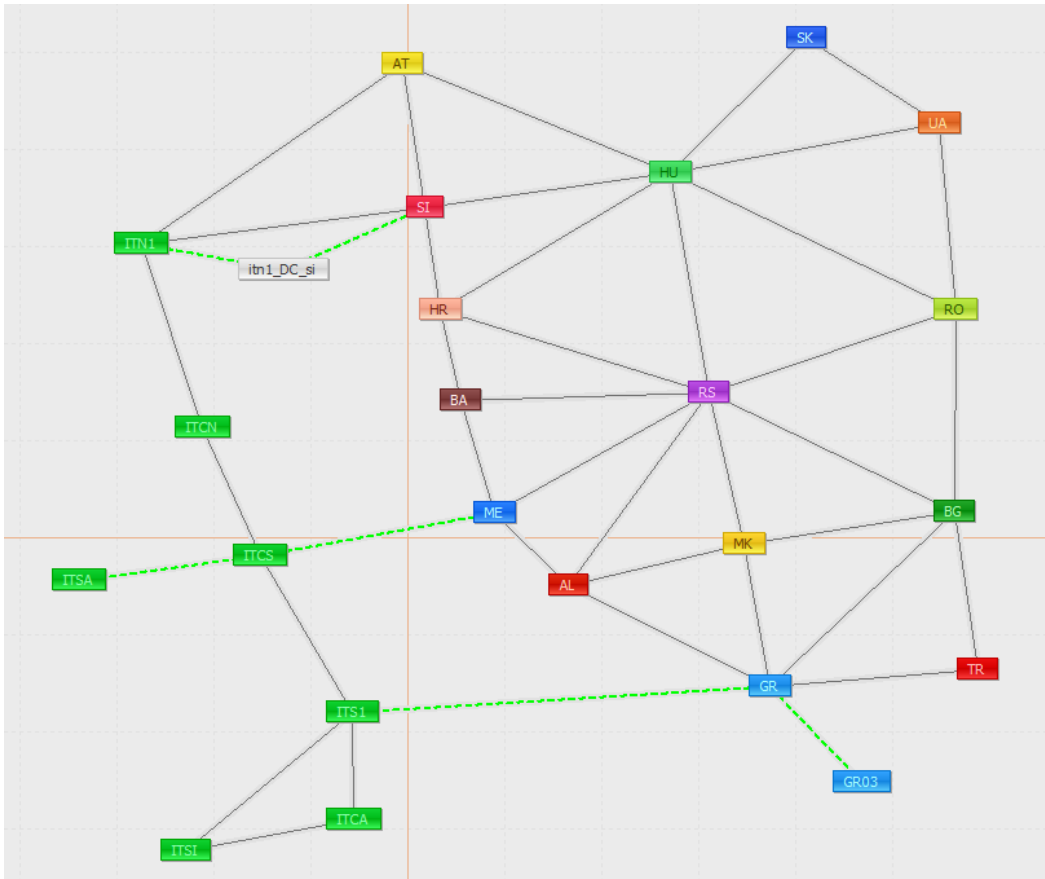 SK
AT
UA
HU
SI
ITN1
itn1_DC_si
HR
RO
RS
BA
ITCN
ME
BG
MK
ITCS
ITSA
AL
TR
GR
ITS1
GR03
ITCA
ITSI